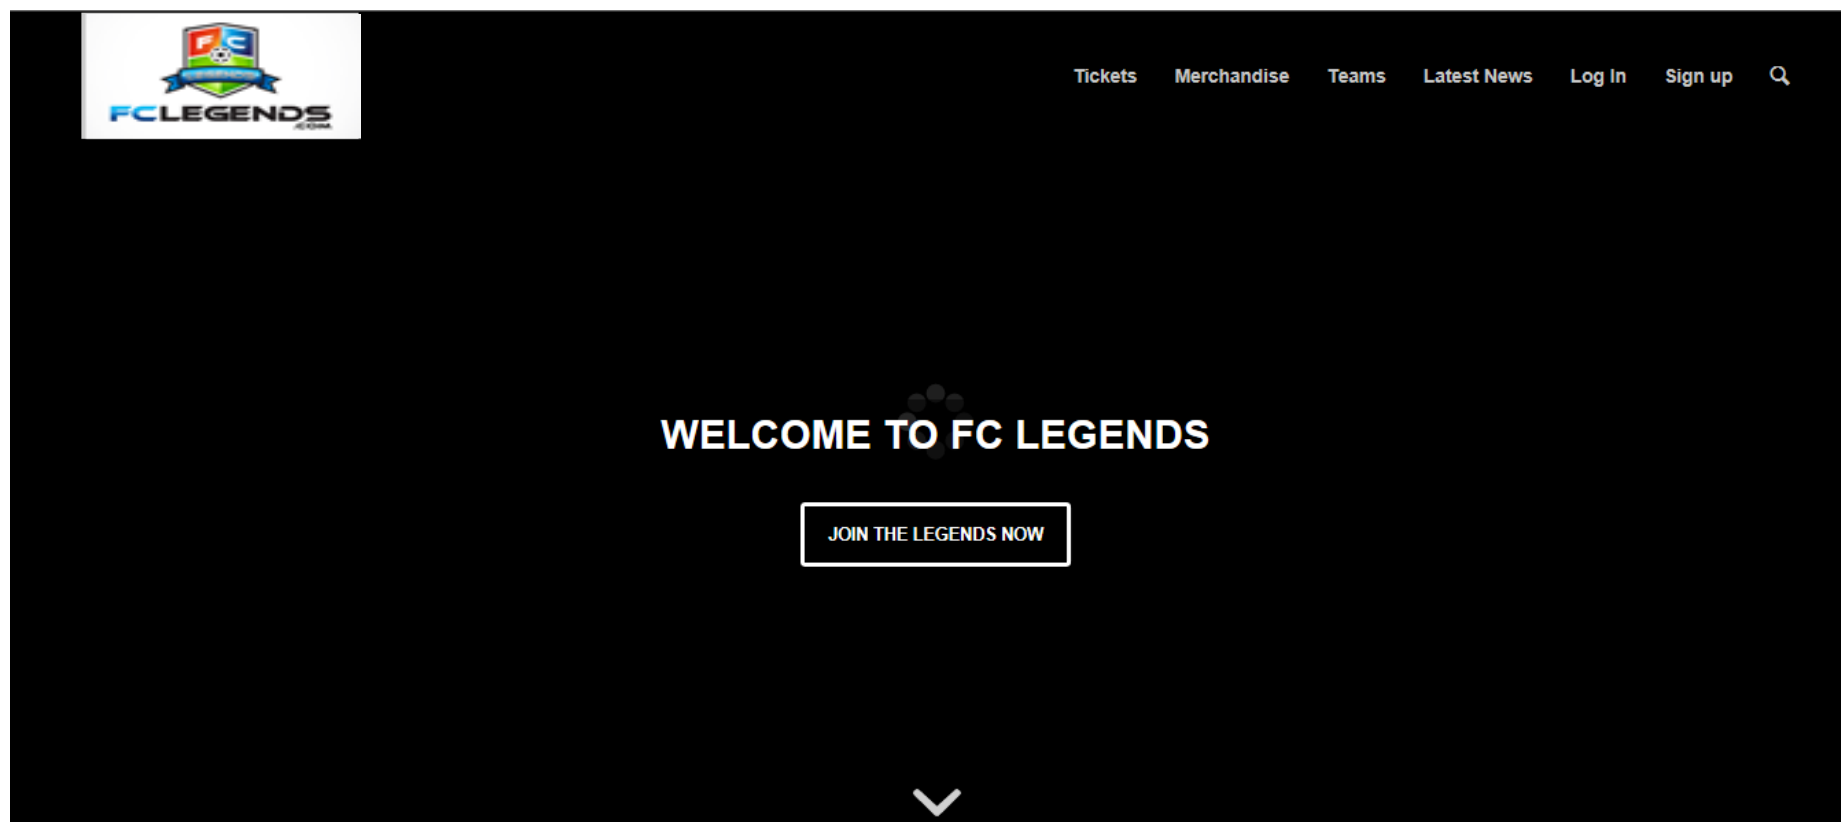 FC
LEGENDS
FCLEGENDS
.COM
Tickets Merchandise Teams Latest News Log In Sign up
WELCOME TO FC LEGENDS
JOIN THE LEGENDS NOW